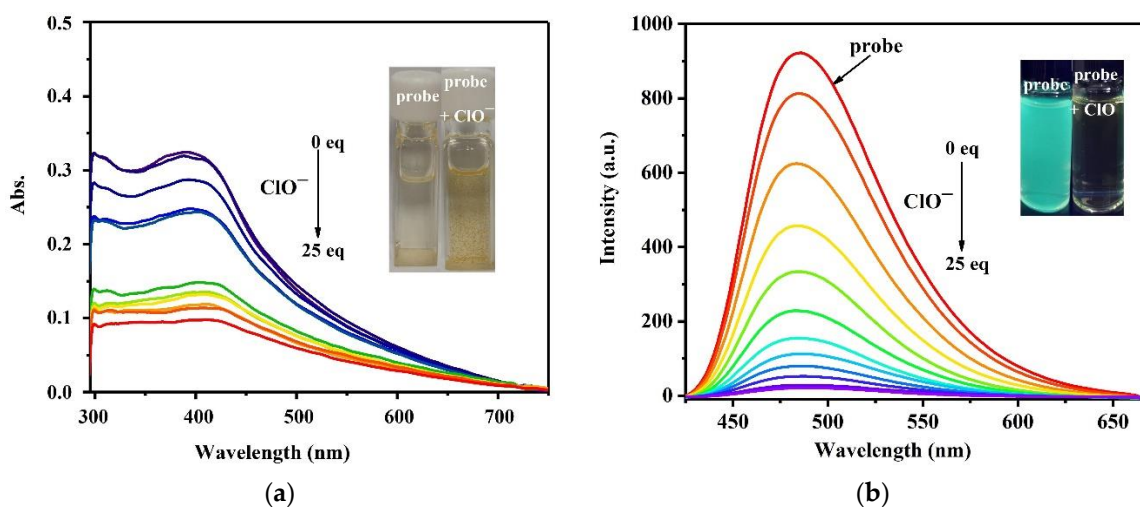 0.5
0.4
0.3
0.2
0.1
0.0
Abs.
300
400
500
600
700
Wavelength (nm)
ClO⁻
0 eq
25 eq
probe
probe
+ ClO⁻
(a)
1000
800
600
400
200
0
Intensity (a.u.)
450
500
550
600
650
Wavelength (nm)
probe
ClO⁻
0 eq
25 eq
probe
probe
+ ClO⁻
(b)